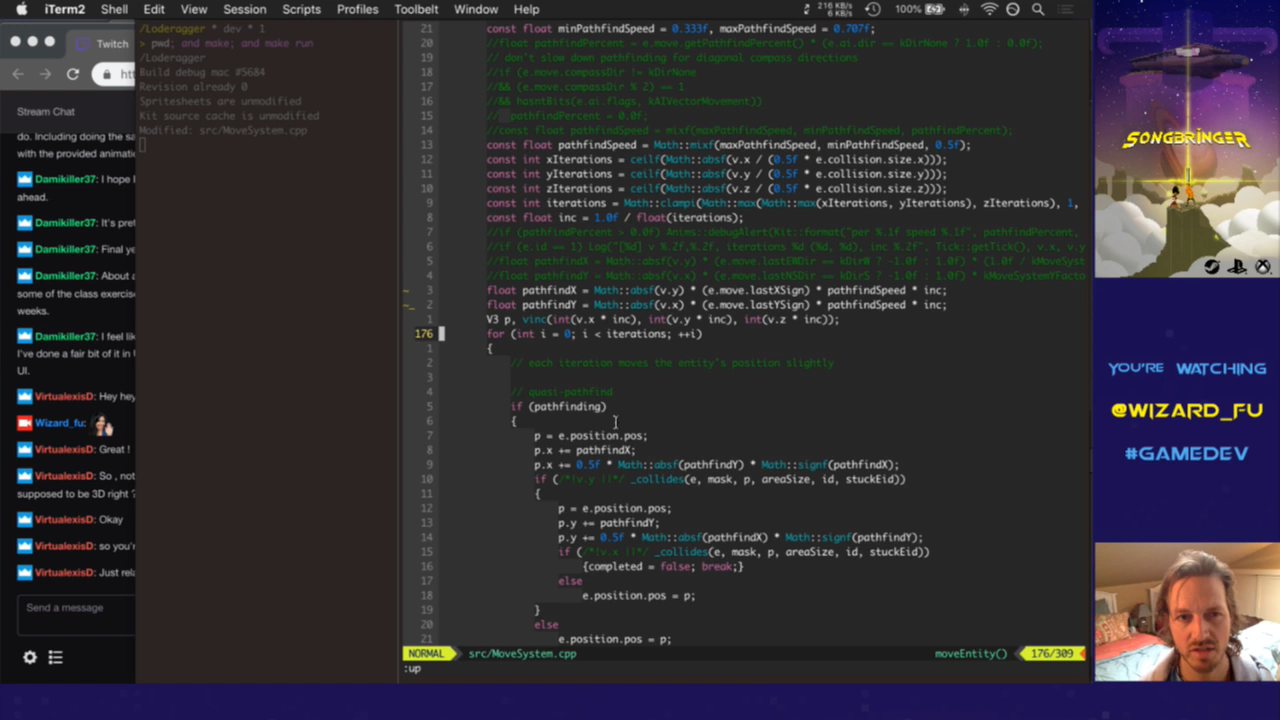 iTerm2 Shell Edit View Session Scripts Profiles Toolbelt Window Help 216 KB 6 KB/s 100%
Twitch
htt
Stream Chat
do. Including doing the sa
with the provided animatio
Damikiller37: I hope I
ahead.
Damikiller37: It's pret
Damikiller37: Final ye
Damikiller37: About a
some of the class exercise
weeks.
Damikiller37: I feel lik
I've done a fair bit of it in U
UI.
VirtualexisD: Hey hey
Wizard_fu:
VirtualexisD: Great !
VirtualexisD: So , not
supposed to be 3D right ?
VirtualexisD: Okay
VirtualexisD: so you'r
VirtualexisD: Just rela
Send a message
/Loderagger * dev * 1
> pwd; and make; and make run
/Loderagger
Build debug mac #5684
Revision already 0
Spritesheets are unmodified
Kit source cache is unmodified
Modified: src/MoveSystem.cpp
21 const float minPathfindSpeed = 0.333f, maxPathfindSpeed = 0.707f;
20 //float pathfindPercent = e.move.getPathfindPercent() * (e.ai.dir == kDirNone ? 1.0f : 0.0f);
19 // don't slow down pathfinding for diagonal compass directions
18 //if (e.move.compassDir != kDirNone
17 //&& (e.move.compassDir % 2) == 1
16 //&& hasntBits(e.ai.flags, kAIVectorMovement))
15 // pathfindPercent = 0.0f;
14 //const float pathfindSpeed = mixf(maxPathfindSpeed, minPathfindSpeed, pathfindPercent);
13 const float pathfindSpeed = Math::mixf(maxPathfindSpeed, minPathfindSpeed, 0.5f);
12 const int xIterations = ceilf(Math::absf(v.x / (0.5f * e.collision.size.x)));
11 const int yIterations = ceilf(Math::absf(v.y / (0.5f * e.collision.size.y)));
10 const int zIterations = ceilf(Math::absf(v.z / (0.5f * e.collision.size.z)));
9 const int iterations = Math::clampi(Math::max(Math::max(xIterations, yIterations), zIterations), 1,
8 const float inc = 1.0f / float(iterations);
7 //if (pathfindPercent > 0.0f) Anims::debugAlert(Kit::format("per %.1f speed %.1f", pathfindPercent,
6 //if (e.id == 1) Log("[%d] v %.2f,%.2f, iterations %d (%d, %d), inc %.2f", Tick::getTick(), v.x, v.y
5 //float pathfindX = Math::absf(v.y) * (e.move.lastEWDir == kDirW ? -1.0f : 1.0f) * (1.0f / kMoveSyst
4 //float pathfindY = Math::absf(v.x) * (e.move.lastNSDir == kDirS ? -1.0f : 1.0f) * kMoveSystemYFacto
3 float pathfindX = Math::absf(v.y) * (e.move.lastXSign) * pathfindSpeed * inc;
2 float pathfindY = Math::absf(v.x) * (e.move.lastYSign) * pathfindSpeed * inc;
1 V3 p, vinc(int(v.x * inc), int(v.y * inc), int(v.z * inc));
176 for (int i = 0; i < iterations; ++i)
1 {
2 // each iteration moves the entity's position slightly
3
4 // quasi-pathfind
5 if (pathfinding)
6 {
7 p = e.position.pos;
8 p.x += pathfindX;
9 p.x += 0.5f * Math::absf(pathfindY) * Math::signf(pathfindX);
10 if (/*!v.y ||*/ _collides(e, mask, p, areaSize, id, stuckEid))
11 {
12 p = e.position.pos;
13 p.y += pathfindY;
14 p.y += 0.5f * Math::absf(pathfindX) * Math::signf(pathfindY);
15 if (/*!v.x ||*/ _collides(e, mask, p, areaSize, id, stuckEid))
16 {completed = false; break;}
17 else
18 e.position.pos = p;
19 }
20 else
21 e.position.pos = p;
NORMAL src/MoveSystem.cpp moveEntity() 176/309
:up
SONGBRINGER
YOU'RE WATCHING
@WIZARD_FU
#GAMEDEV